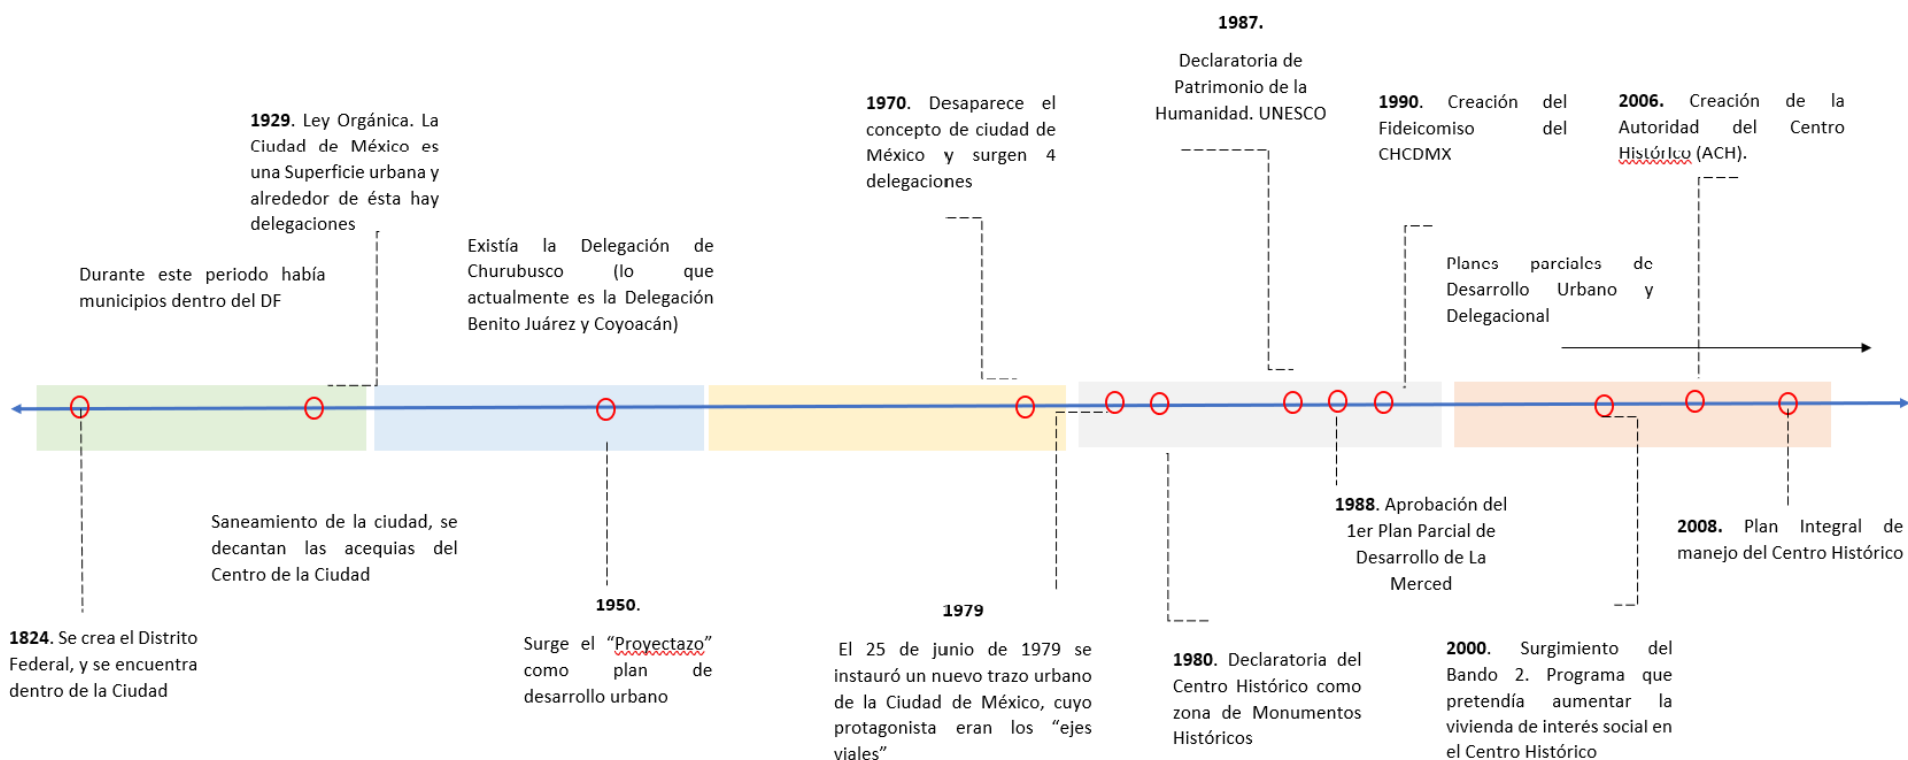 1987.
Declaratoria de
Patrimonio de la
Humanidad. UNESCO
1929. Ley Orgánica. La
Ciudad de México es
una Superficie urbana y
alrededor de ésta hay
delegaciones
1970. Desaparece el
concepto de ciudad de
México y surgen 4
delegaciones
1990. Creación del
Fideicomiso del
CHCDMX
2006. Creación de la
Autoridad del Centro
Histórico (ACH).
Durante este periodo había
municipios dentro del DF
Existía la Delegación de
Churubusco (lo que
actualmente es la Delegación
Benito Juárez y Coyoacán)
Planes parciales de
Desarrollo Urbano y
Delegacional
Saneamiento de la ciudad, se
decantan las acequias del
Centro de la Ciudad
1988. Aprobación del
1er Plan Parcial de
Desarrollo de La
Merced
2008. Plan Integral de
manejo del Centro Histórico
1824. Se crea el Distrito
Federal, y se encuentra
dentro de la Ciudad
1950.
Surge el “Proyectazo”
como plan de
desarrollo urbano
1979
El 25 de junio de 1979 se
instauró un nuevo trazo urbano
de la Ciudad de México, cuyo
protagonista eran los “ejes
viales”
1980. Declaratoria del
Centro Histórico como
zona de Monumentos
Históricos
2000. Surgimiento del
Bando 2. Programa que
pretendía aumentar la
vivienda de interés social en
el Centro Histórico